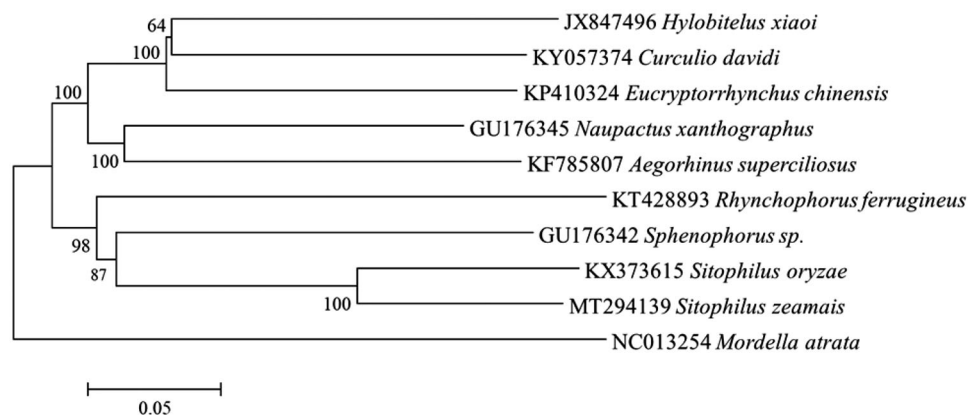 64
JX847496 Hylobitelus xiaoi
100
KY057374 Curculio davidi
100
KP410324 Eucryptorrhynchus chinensis
GU176345 Naupactus xanthographus
100
KF785807 Aegorhinus superciliosus
KT428893 Rhynchophorus ferrugineus
98
GU176342 Sphenophorus sp.
87
KX373615 Sitophilus oryzae
100
MT294139 Sitophilus zeamais
NC013254 Mordella atrata
0.05